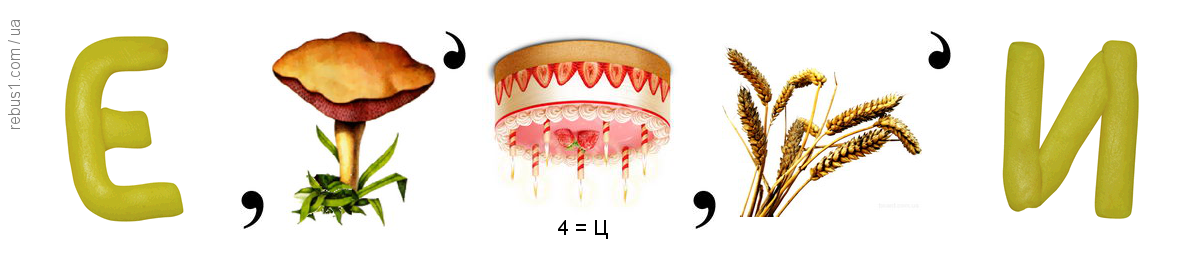 rebus1.com / ua
Е , ’ , ’ И
4 = Ц